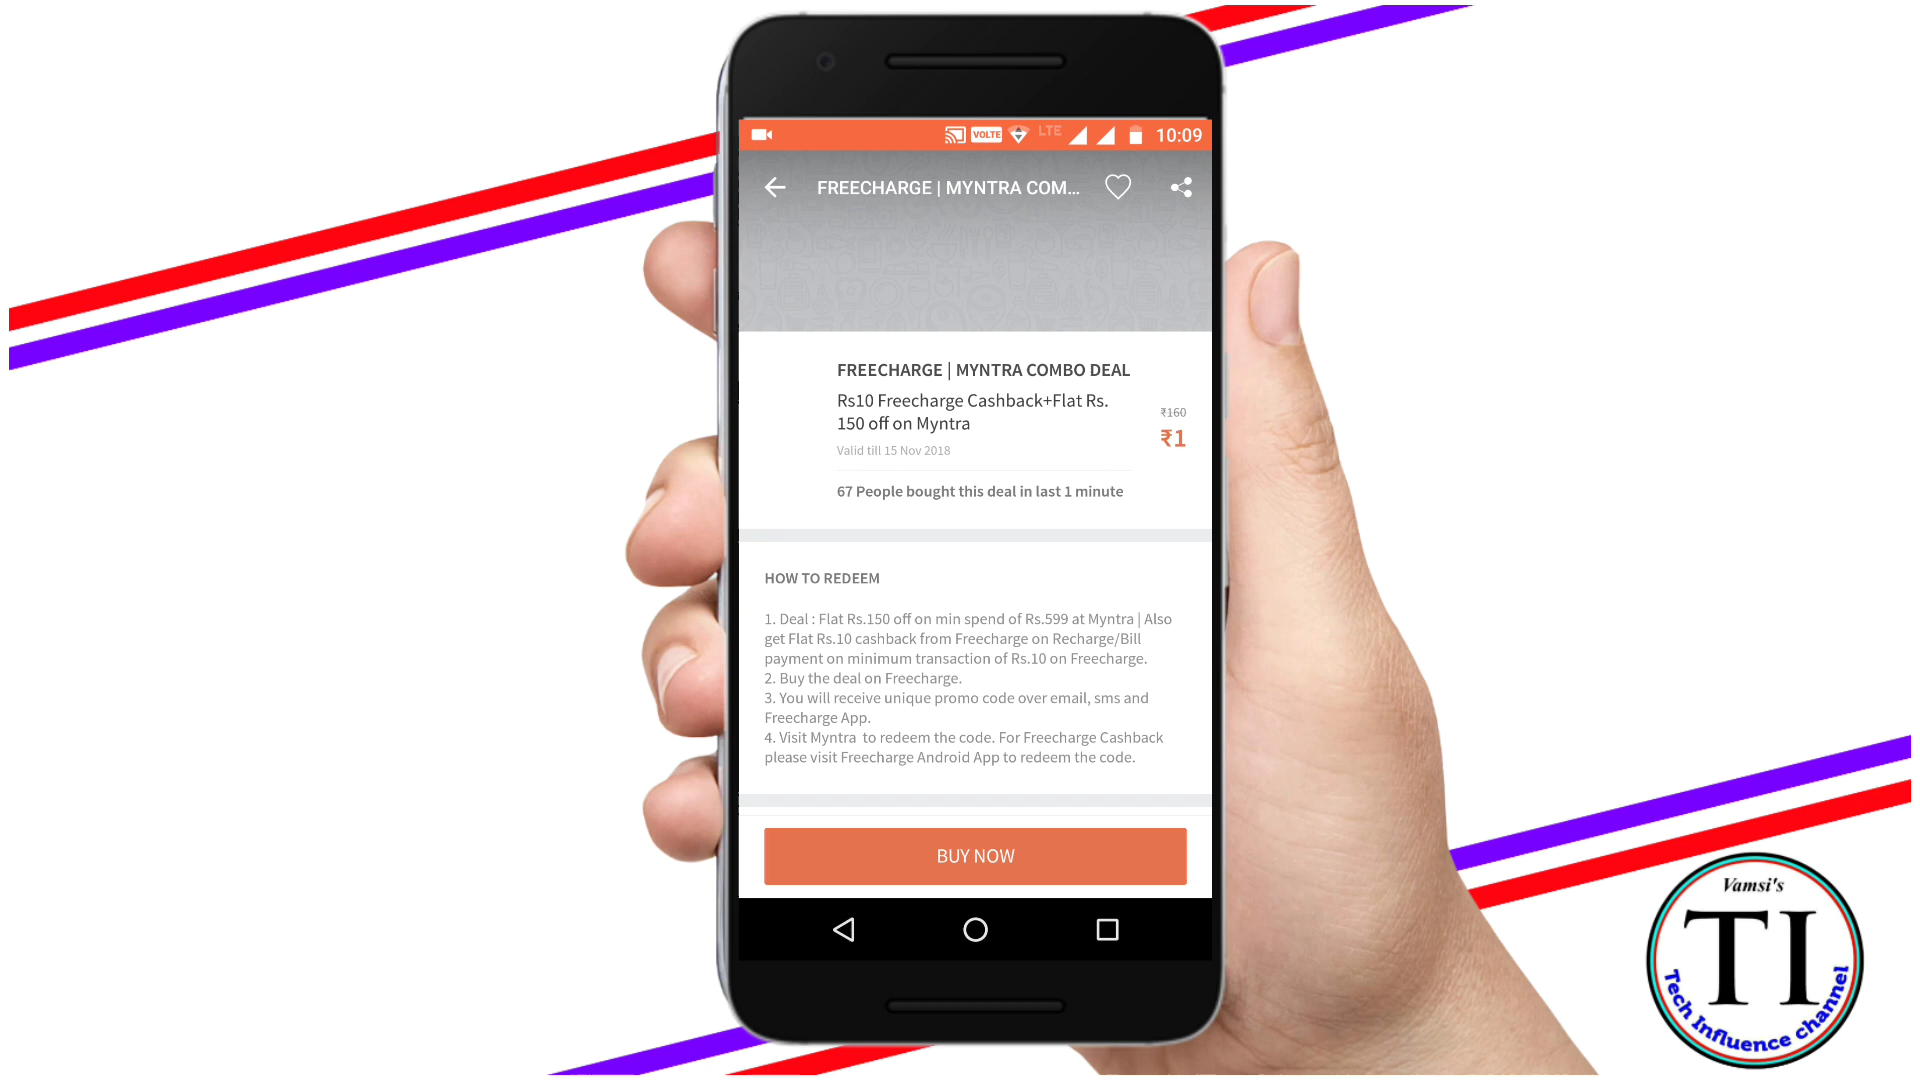 VOLTE LTE 10:09
FREECHARGE | MYNTRA COM...
FREECHARGE | MYNTRA COMBO DEAL
Rs10 Freecharge Cashback+Flat Rs.
150 off on Myntra
₹160
₹1
Valid till 15 Nov 2018
67 People bought this deal in last 1 minute
HOW TO REDEEM
1. Deal : Flat Rs.150 off on min spend of Rs.599 at Myntra | Also
get Flat Rs.10 cashback from Freecharge on Recharge/Bill
payment on minimum transaction of Rs.10 on Freecharge.
2. Buy the deal on Freecharge.
3. You will receive unique promo code over email, sms and
Freecharge App.
4. Visit Myntra  to redeem the code. For Freecharge Cashback
please visit Freecharge Android App to redeem the code.
BUY NOW
Vamsi's
TI
Tech Influence channel